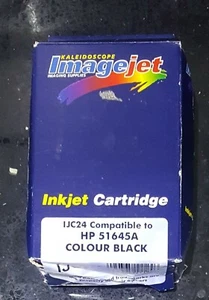 KALEIDOSCOPE
IMAGING SUPPLIES
Imagejet
Inkjet Cartridge
IJC24 Compatible to
HP 51645A
COLOUR BLACK